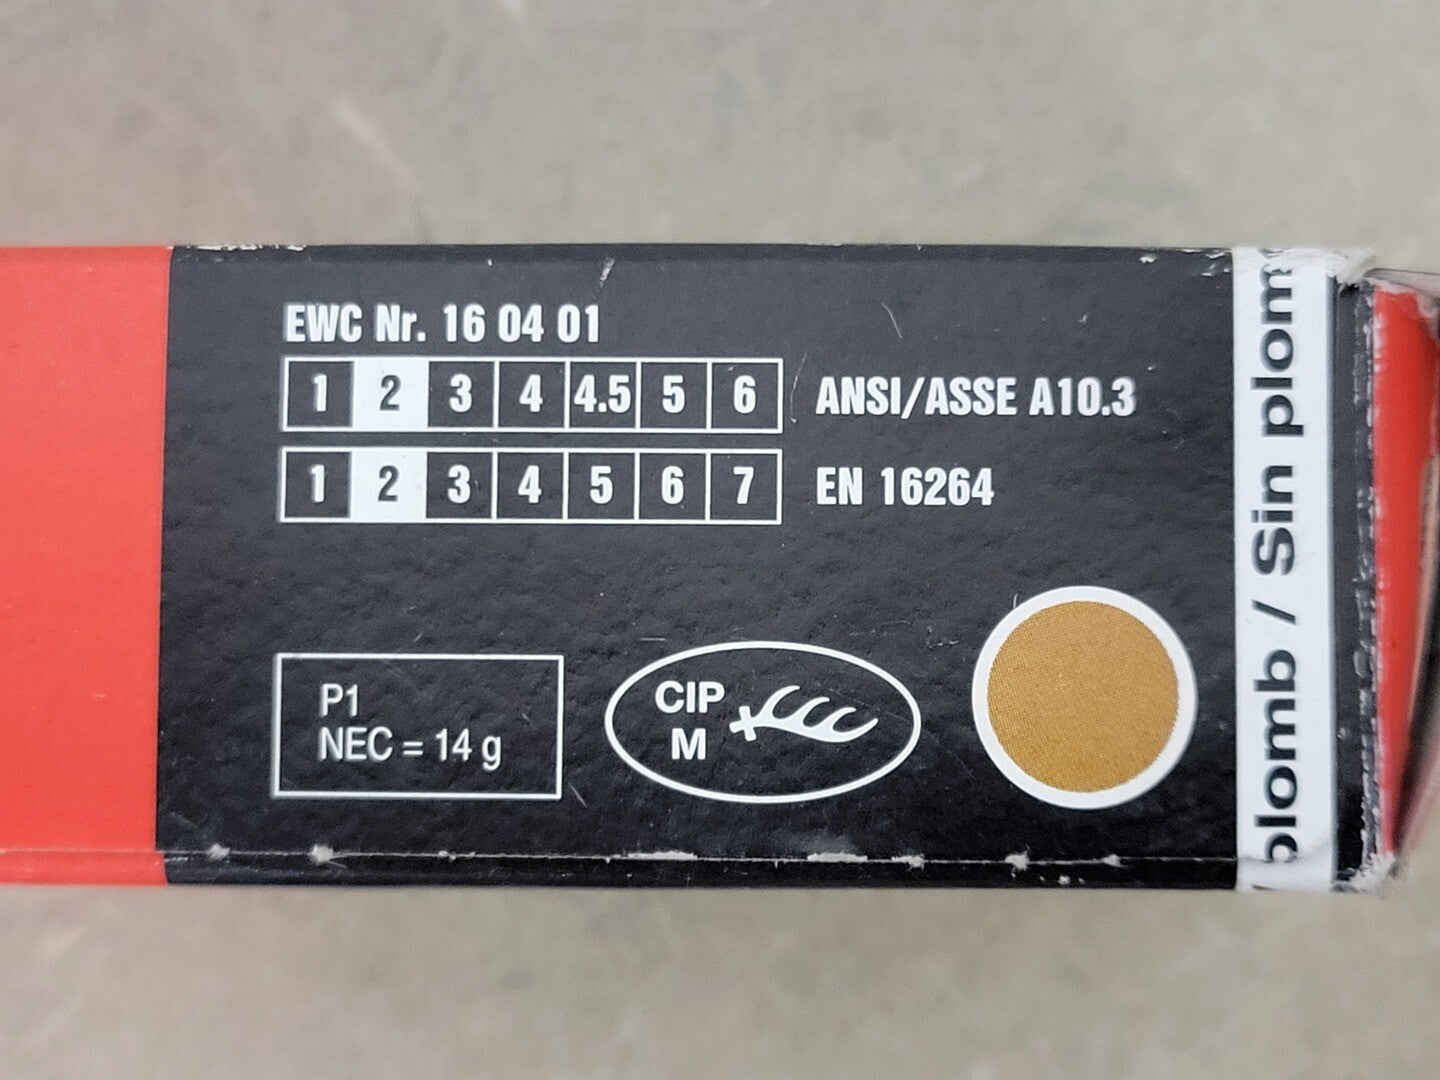 EWC Nr. 16 04 01
1 2 3 4 4.5 5 6 ANSI/ASSE A10.3
1 2 3 4 5 6 7 EN 16264
P1
NEC = 14 g
CIP
M
plomb / Sin plom